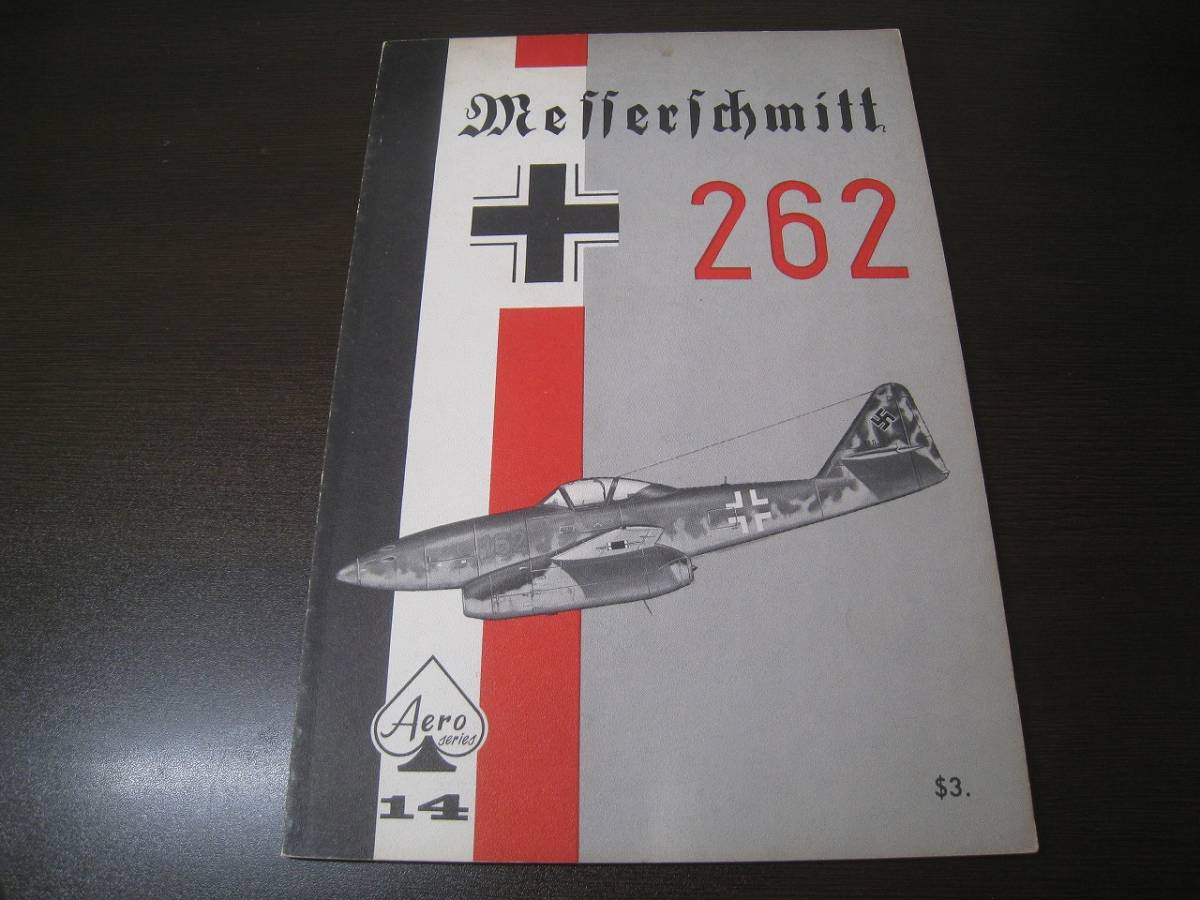 Messerschmitt
262
Aero
series
14
$3.